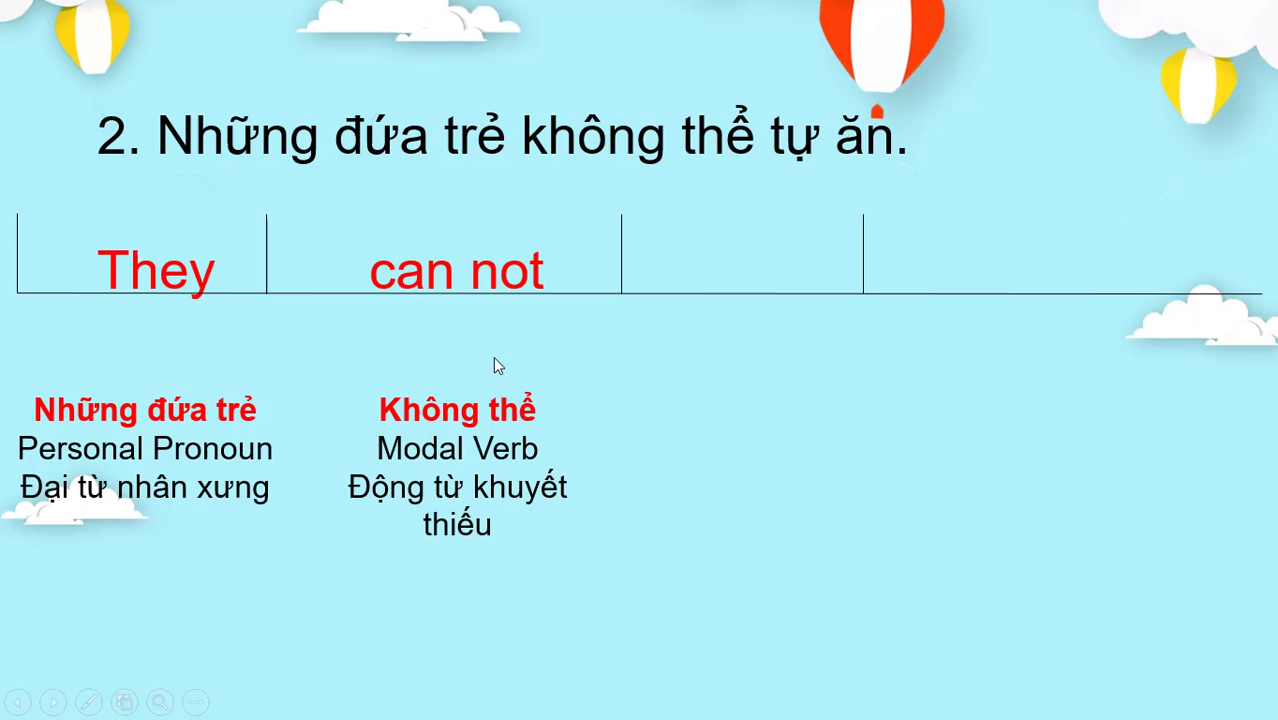 2. Những đứa trẻ không thể tự ăn.
They can not
Những đứa trẻ
Personal Pronoun
Đại từ nhân xưng
Không thể
Modal Verb
Động từ khuyết
thiếu